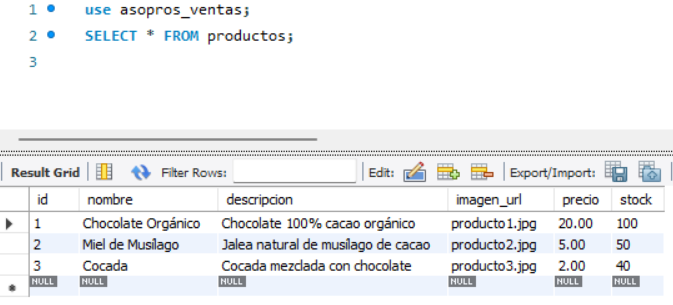 1 use asopros_ventas;
2 SELECT * FROM productos;
3
Result Grid Filter Rows: Edit: Export/Import:
id nombre descripcion imagen_url precio stock
1 Chocolate Orgánico Chocolate 100% cacao orgánico producto1.jpg 20.00 100
2 Miel de Musílago Jalea natural de musílago de cacao producto2.jpg 5.00 50
3 Cocada Cocada mezclada con chocolate producto3.jpg 2.00 40
NULL NULL NULL NULL NULL NULL